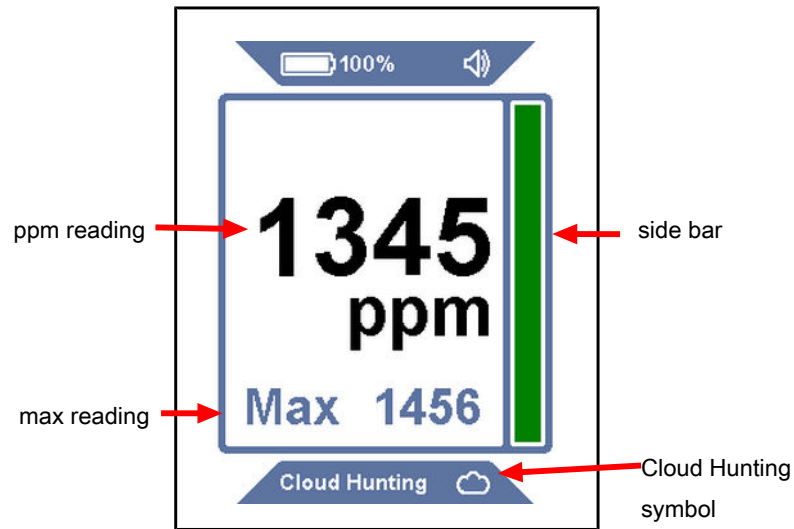 100%
ppm reading
1345
ppm
side bar
max reading
Max 1456
Cloud Hunting
Cloud Hunting
symbol